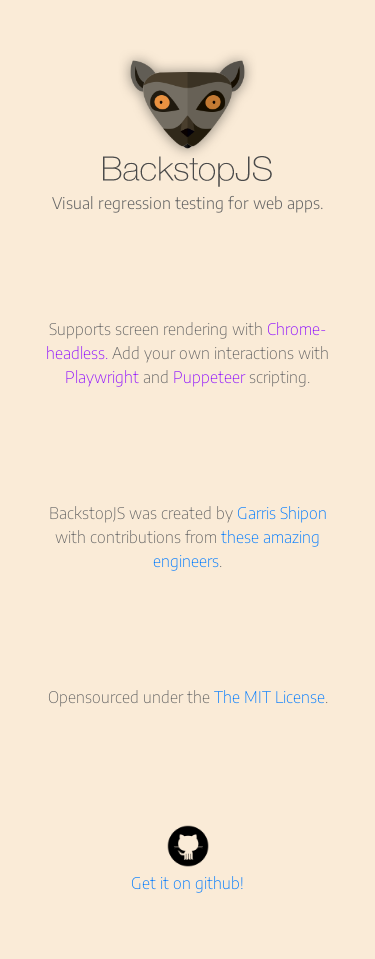 BackstopJS
Visual regression testing for web apps.
Supports screen rendering with Chrome-
headless. Add your own interactions with
Playwright and Puppeteer scripting.
BackstopJS was created by Garris Shipon
with contributions from these amazing
engineers.
Opensourced under the The MIT License.
Get it on github!